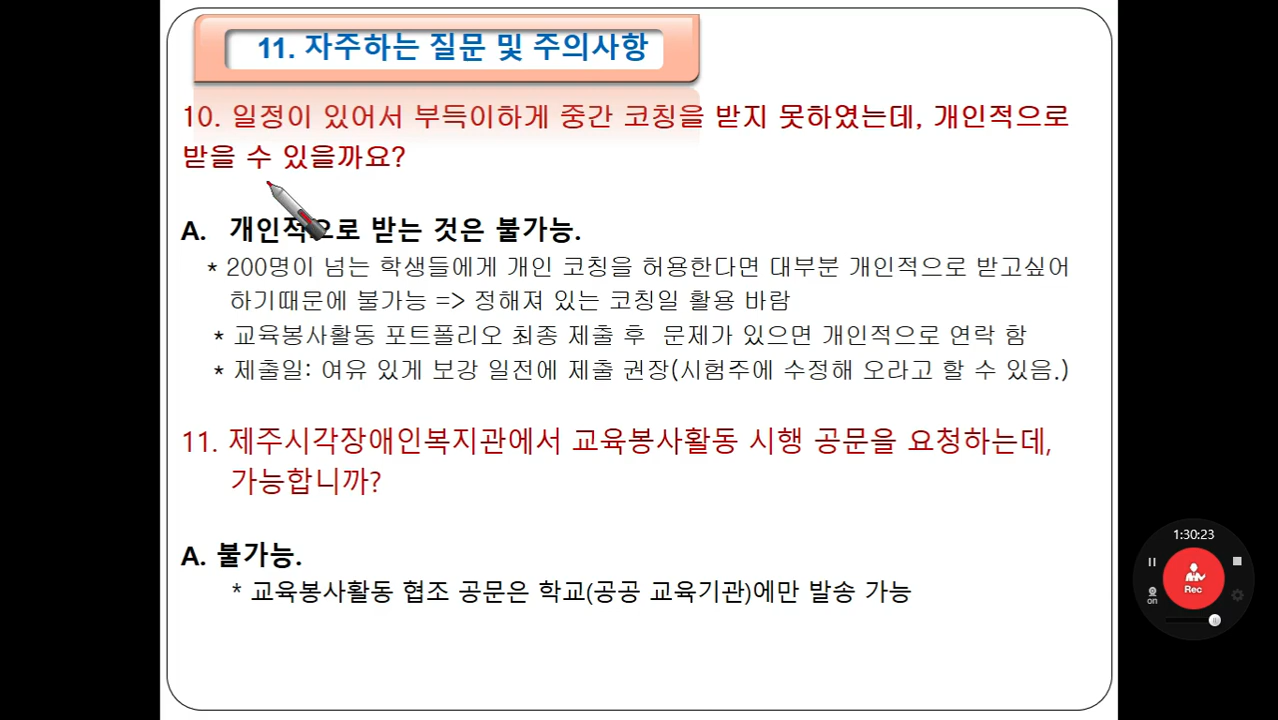 11. 자주하는 질문 및 주의사항
10. 일정이 있어서 부득이하게 중간 코칭을 받지 못하였는데, 개인적으로
받을 수 있을까요?
A. 개인적으로 받는 것은 불가능.
* 200명이 넘는 학생들에게 개인 코칭을 허용한다면 대부분 개인적으로 받고싶어
하기때문에 불가능 => 정해져 있는 코칭일 활용 바람
* 교육봉사활동 포트폴리오 최종 제출 후 문제가 있으면 개인적으로 연락 함
* 제출일: 여유 있게 보강 일전에 제출 권장(시험주에 수정해 오라고 할 수 있음.)
11. 제주시각장애인복지관에서 교육봉사활동 시행 공문을 요청하는데,
가능합니까?
A. 불가능.
* 교육봉사활동 협조 공문은 학교(공공 교육기관)에만 발송 가능
1:30:23
Rec
on